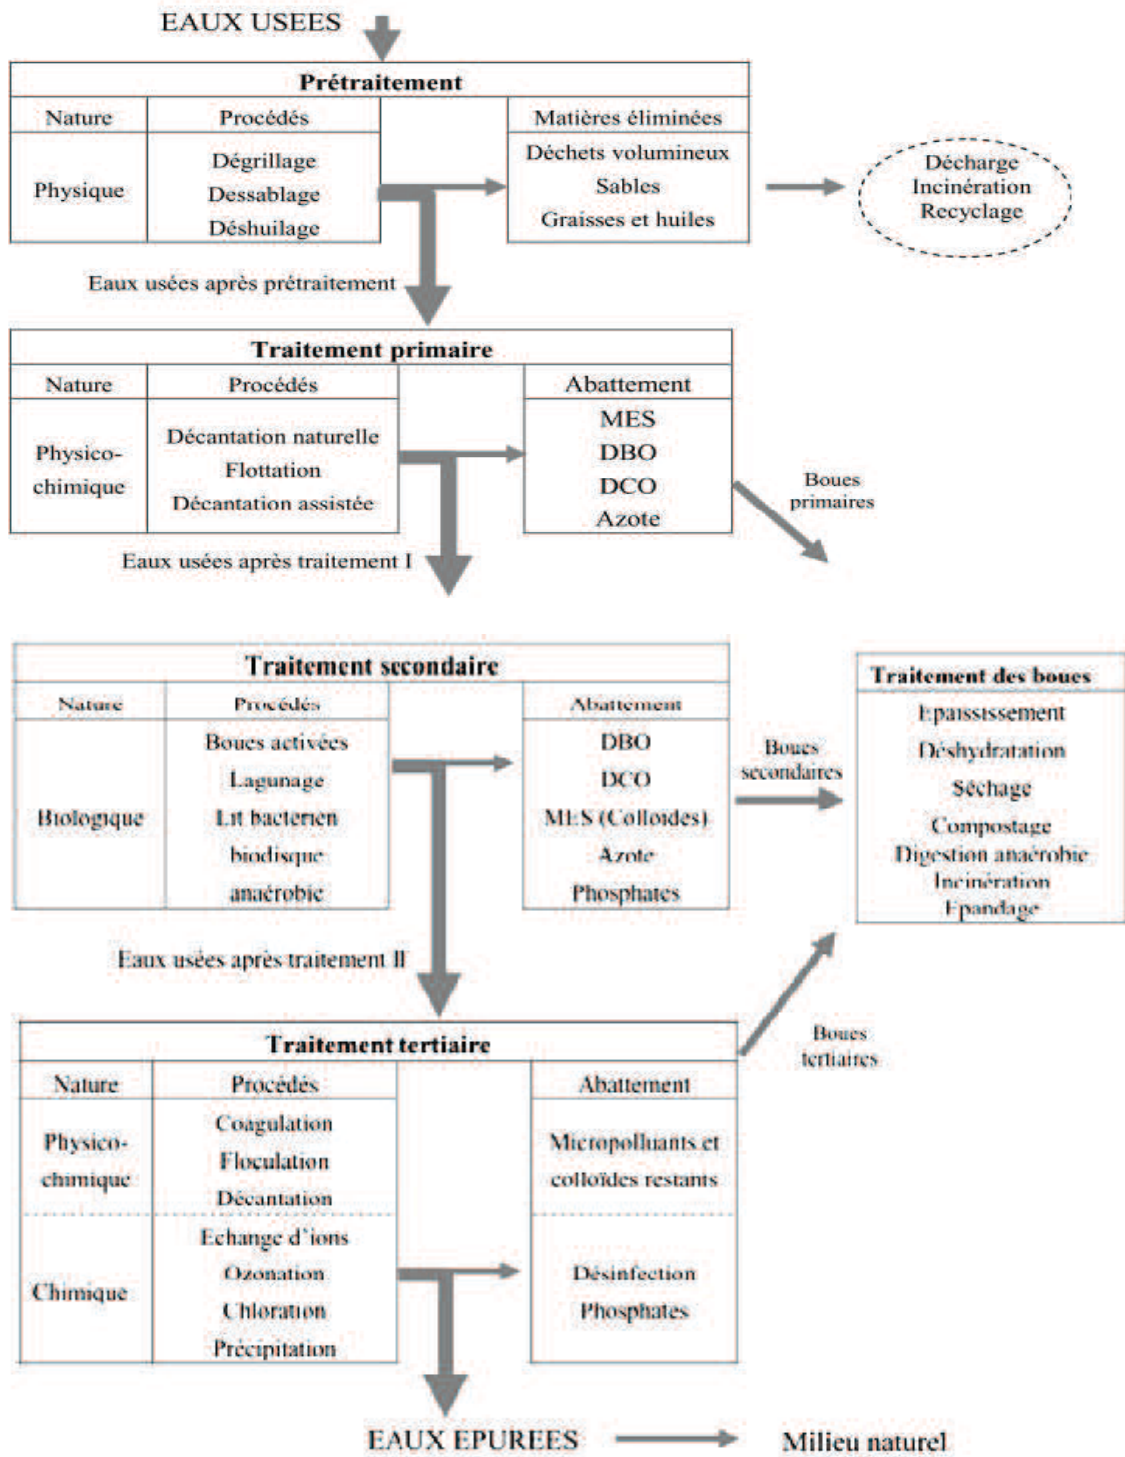 EAUX USEES
Prétraitement
Nature
Procédés
Matières éliminées
Physique
Dégrillage
Dessablage
Déshuilage
Déchets volumineux
Sables
Graisses et huiles
Décharge
Incinération
Recyclage
Eaux usées après prétraitement
Traitement primaire
Nature
Procédés
Abattement
Physico-
chimique
Décantation naturelle
Flottation
Décantation assistée
MES
DBO
DCO
Azote
Boues
primaires
Eaux usées après traitement I
Traitement secondaire
Nature
Procédés
Abattement
Biologique
Boues activées
Lagunage
Lit bacterien
biodisque
anaérobic
DBO
DCO
MES (Colloïdes)
Azote
Phosphates
Boues
secondaires
Traitement des boues
Epaississement
Déshydratation
Séchage
Compostage
Digestion anaérobic
Incinération
Epandage
Eaux usées après traitement II
Traitement tertiaire
Nature
Procédés
Abattement
Physico-
chimique
Coagulation
Floculation
Décantation
Micropolluants et
colloïdes restants
Chimique
Echange d'ions
Ozonation
Chloration
Précipitation
Désinfection
Phosphates
Boues
tertiaires
EAUX EPUREES
Milieu naturel